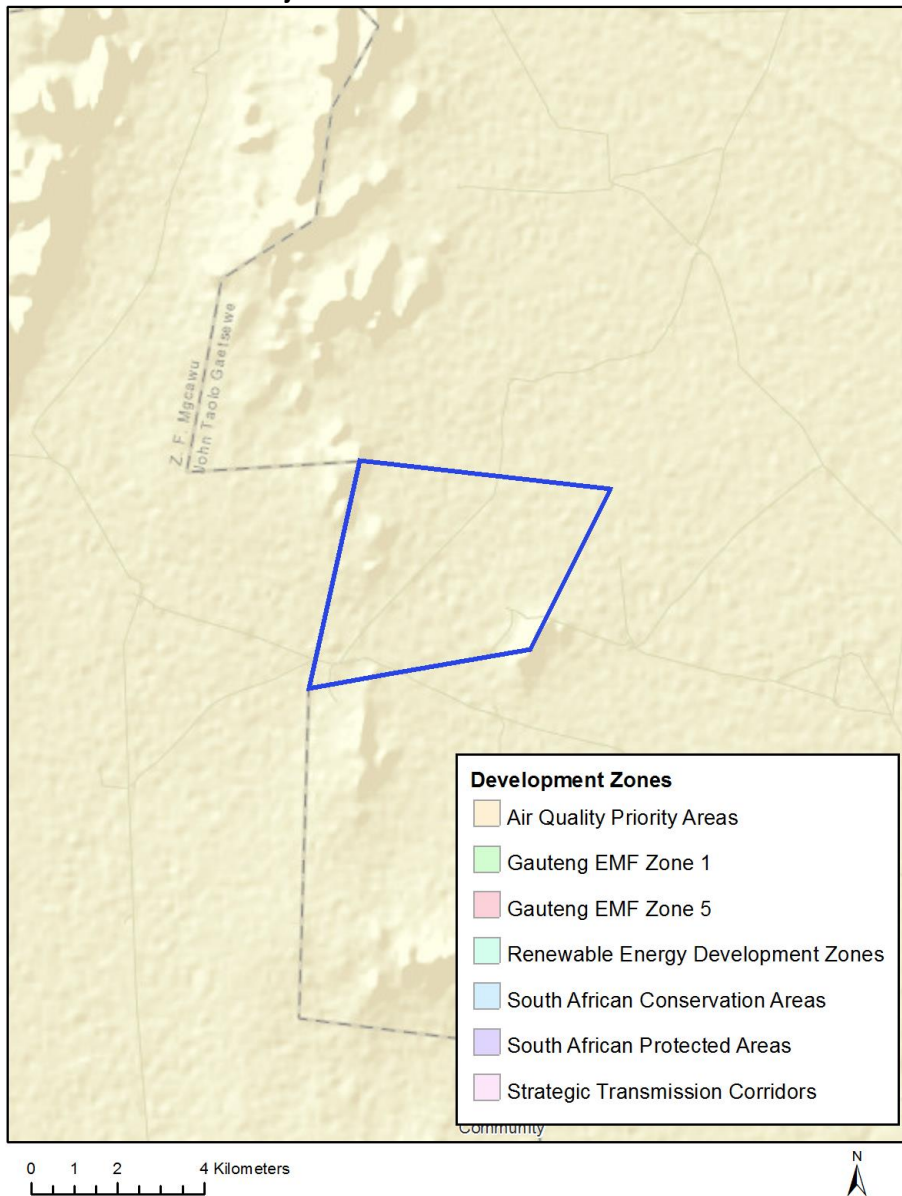 Z. F. Mgcawu
John Taolo Gaetsewe
Development Zones
Air Quality Priority Areas
Gauteng EMF Zone 1
Gauteng EMF Zone 5
Renewable Energy Development Zones
South African Conservation Areas
South African Protected Areas
Strategic Transmission Corridors
Community
0 1 2 4 Kilometers
N